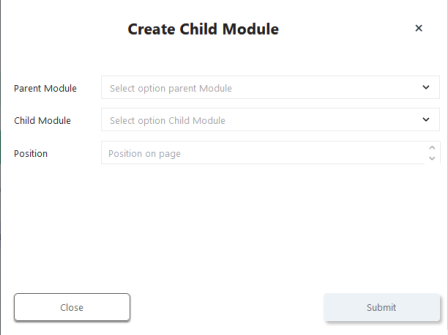 Create Child Module
Parent Module Select option parent Module
Child Module Select option Child Module
Position Position on page
Close Submit